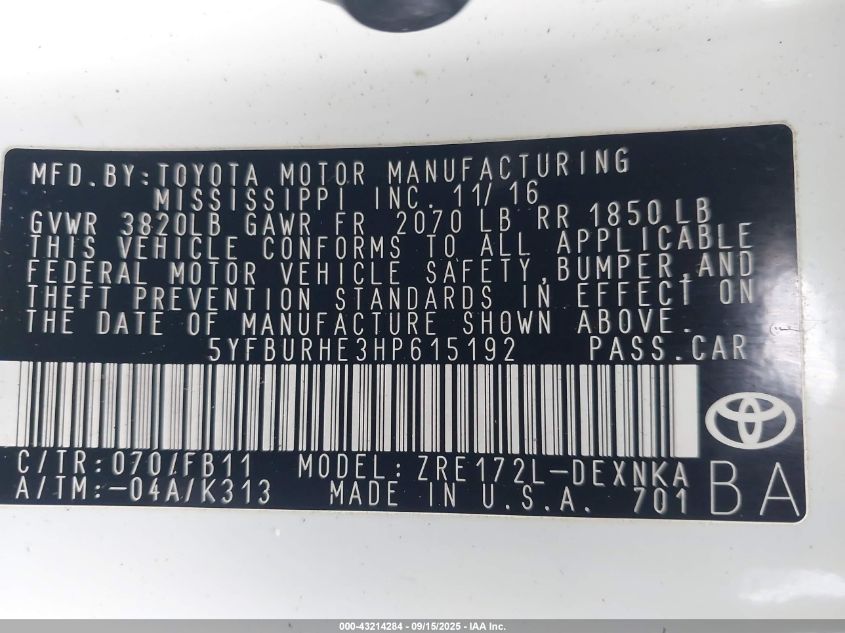 MFD.BY:TOYOTA MOTOR MANUFACTURING
MISSISSIPPI INC. 11/16
GVWR 3820LB GAWR FR 2070 LB RR 1850LB
THIS VEHICLE CONFORMS TO ALL APPLICABLE
FEDERAL MOTOR VEHICLE SAFETY,BUMPER,AND
THEFT PREVENTION STANDARDS IN EFFECT ON
THE DATE OF MANUFACTURE SHOWN ABOVE.
5YFBURHE3HP615192 PASS.CAR
C/TR:070/FB11 MODEL:ZRE172L-DEXNKA
A/TM:-04A/K313 MADE IN U.S.A. 701
BA
000-43214284 - 09/15/2025 - IAA Inc.